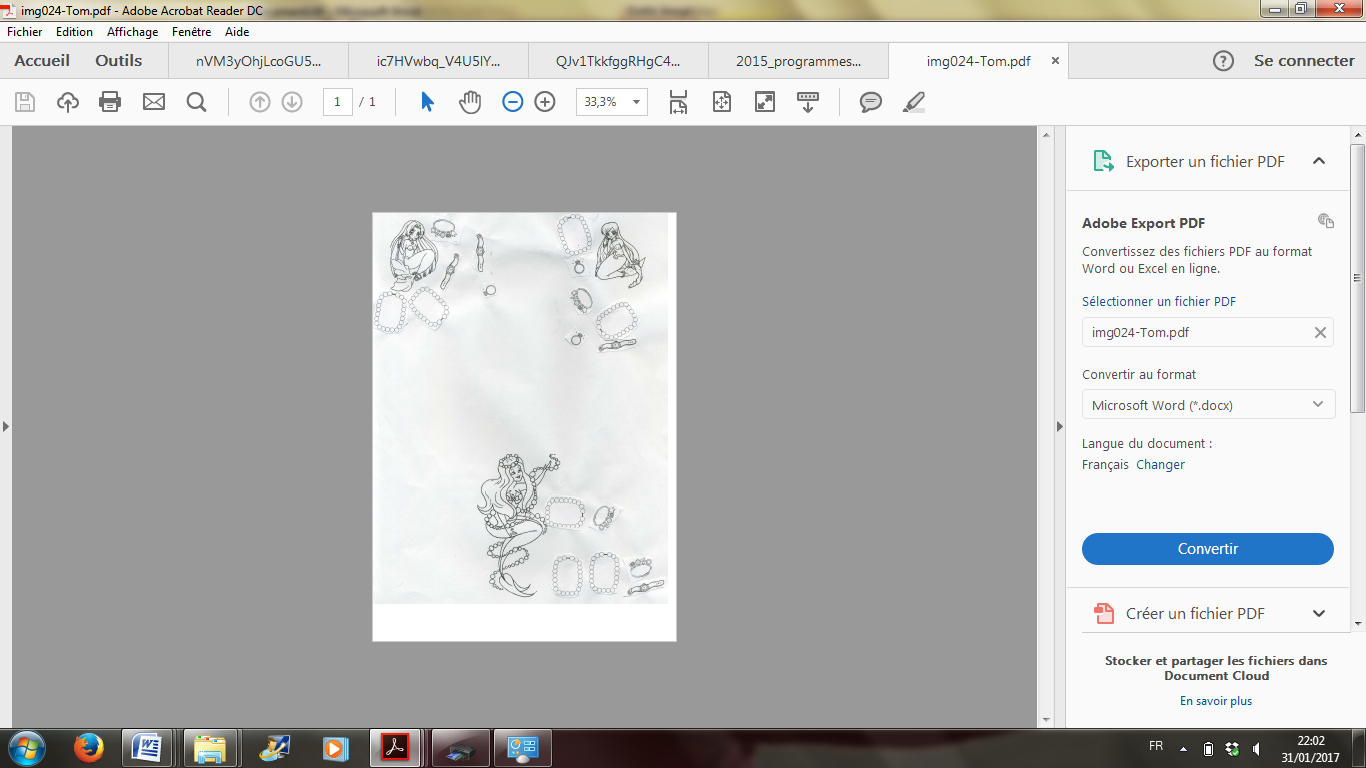 img024-Tom.pdf - Adobe Acrobat Reader DC
Fichier Edition Affichage Fenêtre Aide
Accueil Outils nVM3yOhjLcoGU5... ic7HVwbq_V4U5IY... QJv1TkkfggRHgC4... 2015_programmes... img024-Tom.pdf × ? Se connecter
1 / 1 33,3%
Exporter un fichier PDF
Adobe Export PDF
Convertissez des fichiers PDF au format
Word ou Excel en ligne.
Sélectionner un fichier PDF
img024-Tom.pdf
Convertir au format
Microsoft Word (*.docx)
Langue du document :
Français Changer
Convertir
Créer un fichier PDF
Stocker et partager les fichiers dans
Document Cloud
En savoir plus
FR
22:02
31/01/2017